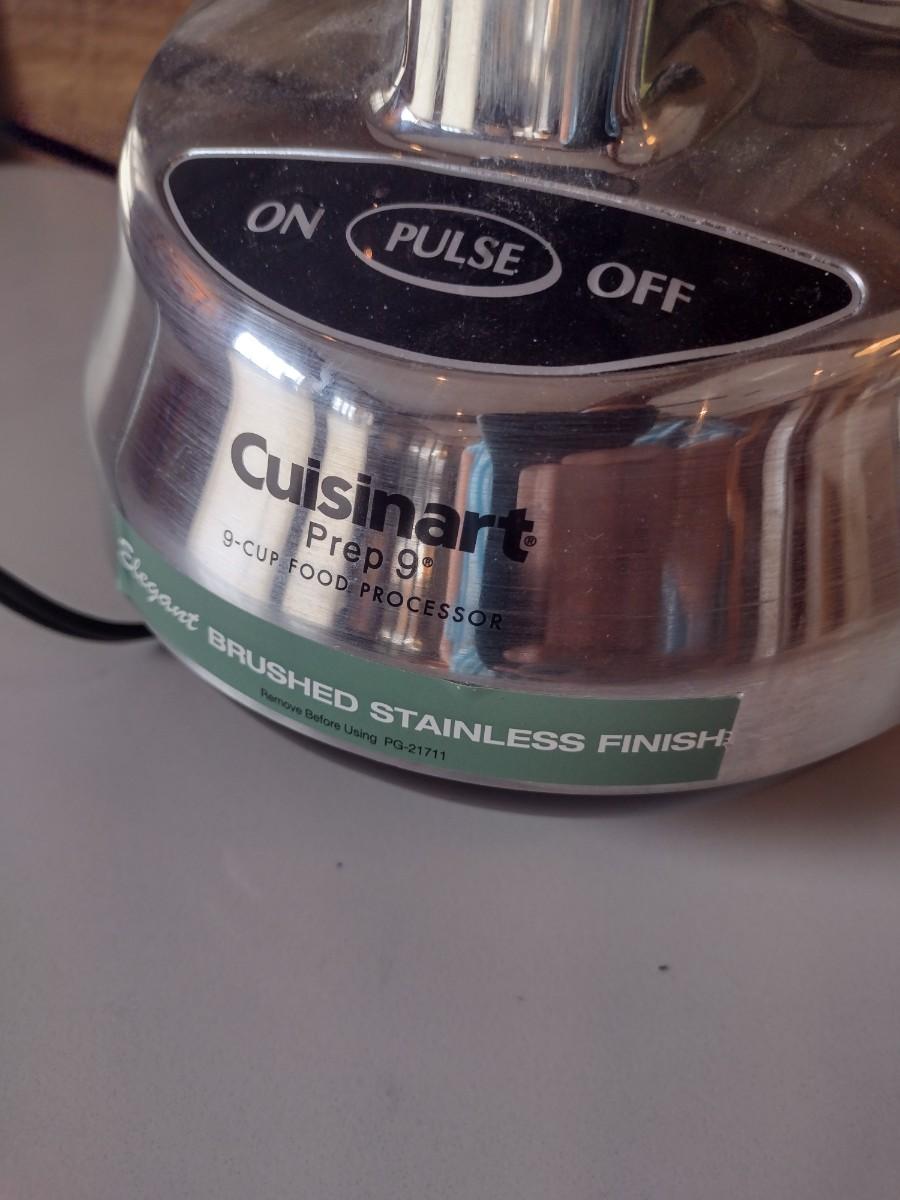 ON PULSE OFF
Cuisinart®
Prep 9®
9-CUP FOOD PROCESSOR
Elegant BRUSHED STAINLESS FINISH
Remove Before Using PG-21711